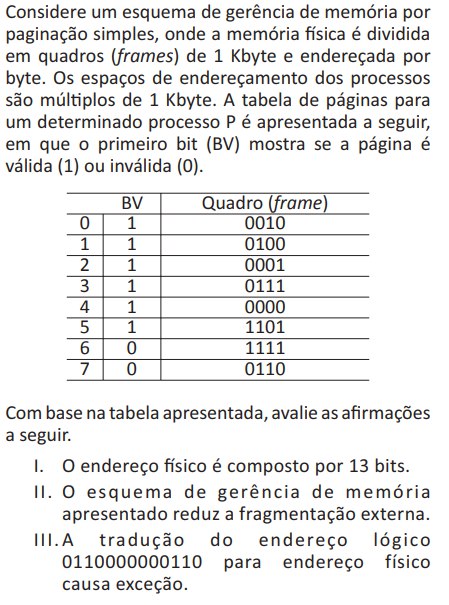 Considere um esquema de gerência de memória por
paginação simples, onde a memória física é dividida
em quadros (frames) de 1 Kbyte e endereçada por
byte. Os espaços de endereçamento dos processos
são múltiplos de 1 Kbyte. A tabela de páginas para
um determinado processo P é apresentada a seguir,
em que o primeiro bit (BV) mostra se a página é
válida (1) ou inválida (0).
BV Quadro (frame)
0 1 0010
1 1 0100
2 1 0001
3 1 0111
4 1 0000
5 1 1101
6 0 1111
7 0 0110
Com base na tabela apresentada, avalie as afirmações
a seguir.
I. O endereço físico é composto por 13 bits.
II. O esquema de gerência de memória
apresentado reduz a fragmentação externa.
III. A tradução do endereço lógico
0110000000110 para endereço físico
causa exceção.